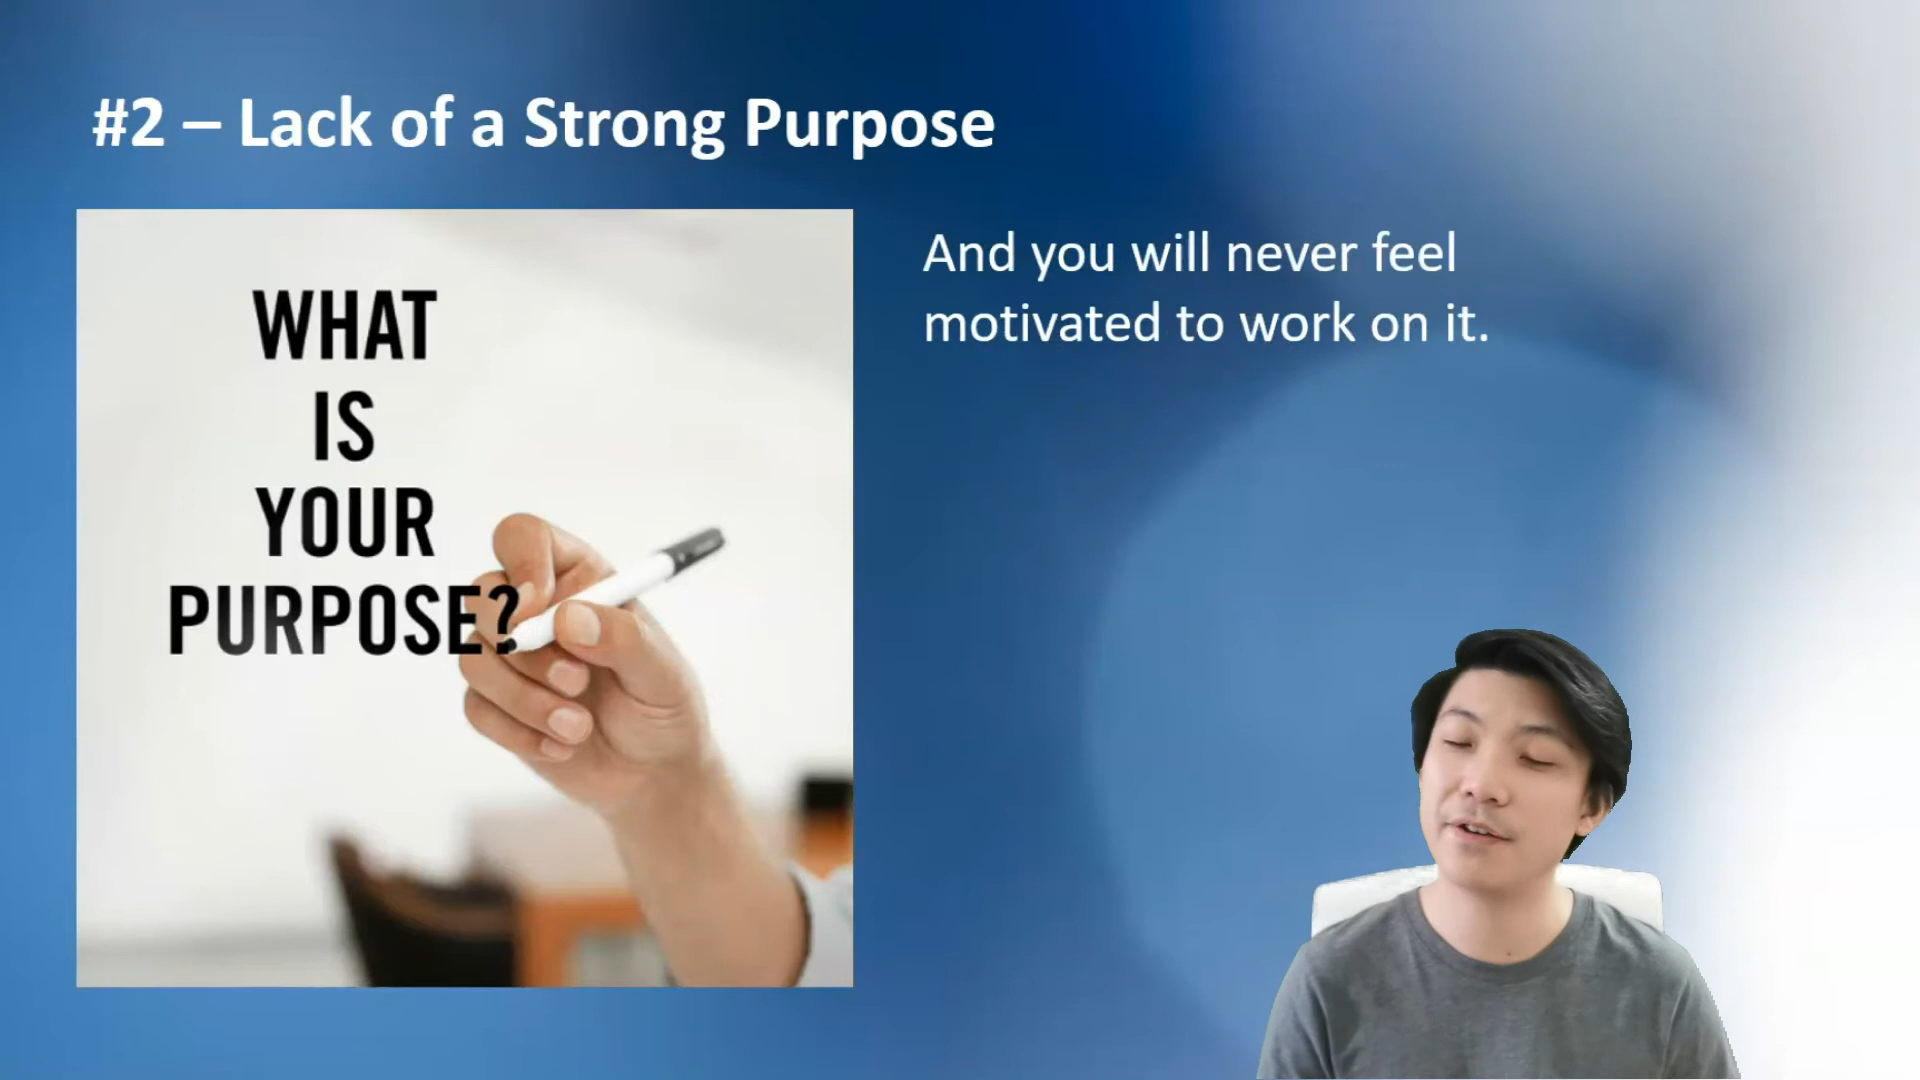 #2 – Lack of a Strong Purpose
WHAT
IS
YOUR
PURPOSE?
And you will never feel
motivated to work on it.